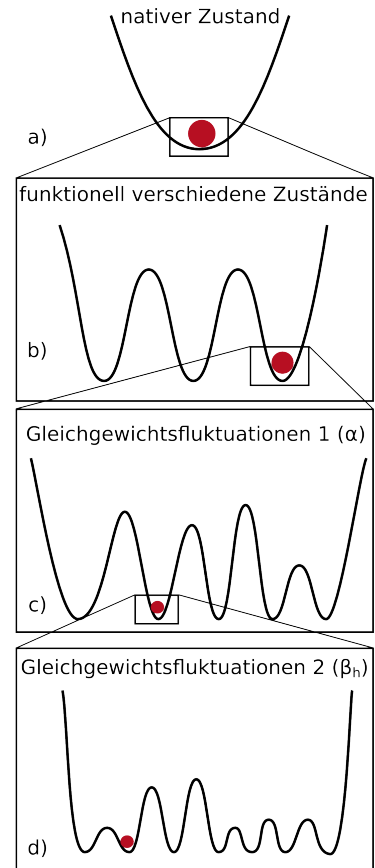 nativer Zustand
a)
funktionell verschiedene Zustände
b)
Gleichgewichtsfluktuationen 1 (α)
c)
Gleichgewichtsfluktuationen 2 (βₕ)
d)